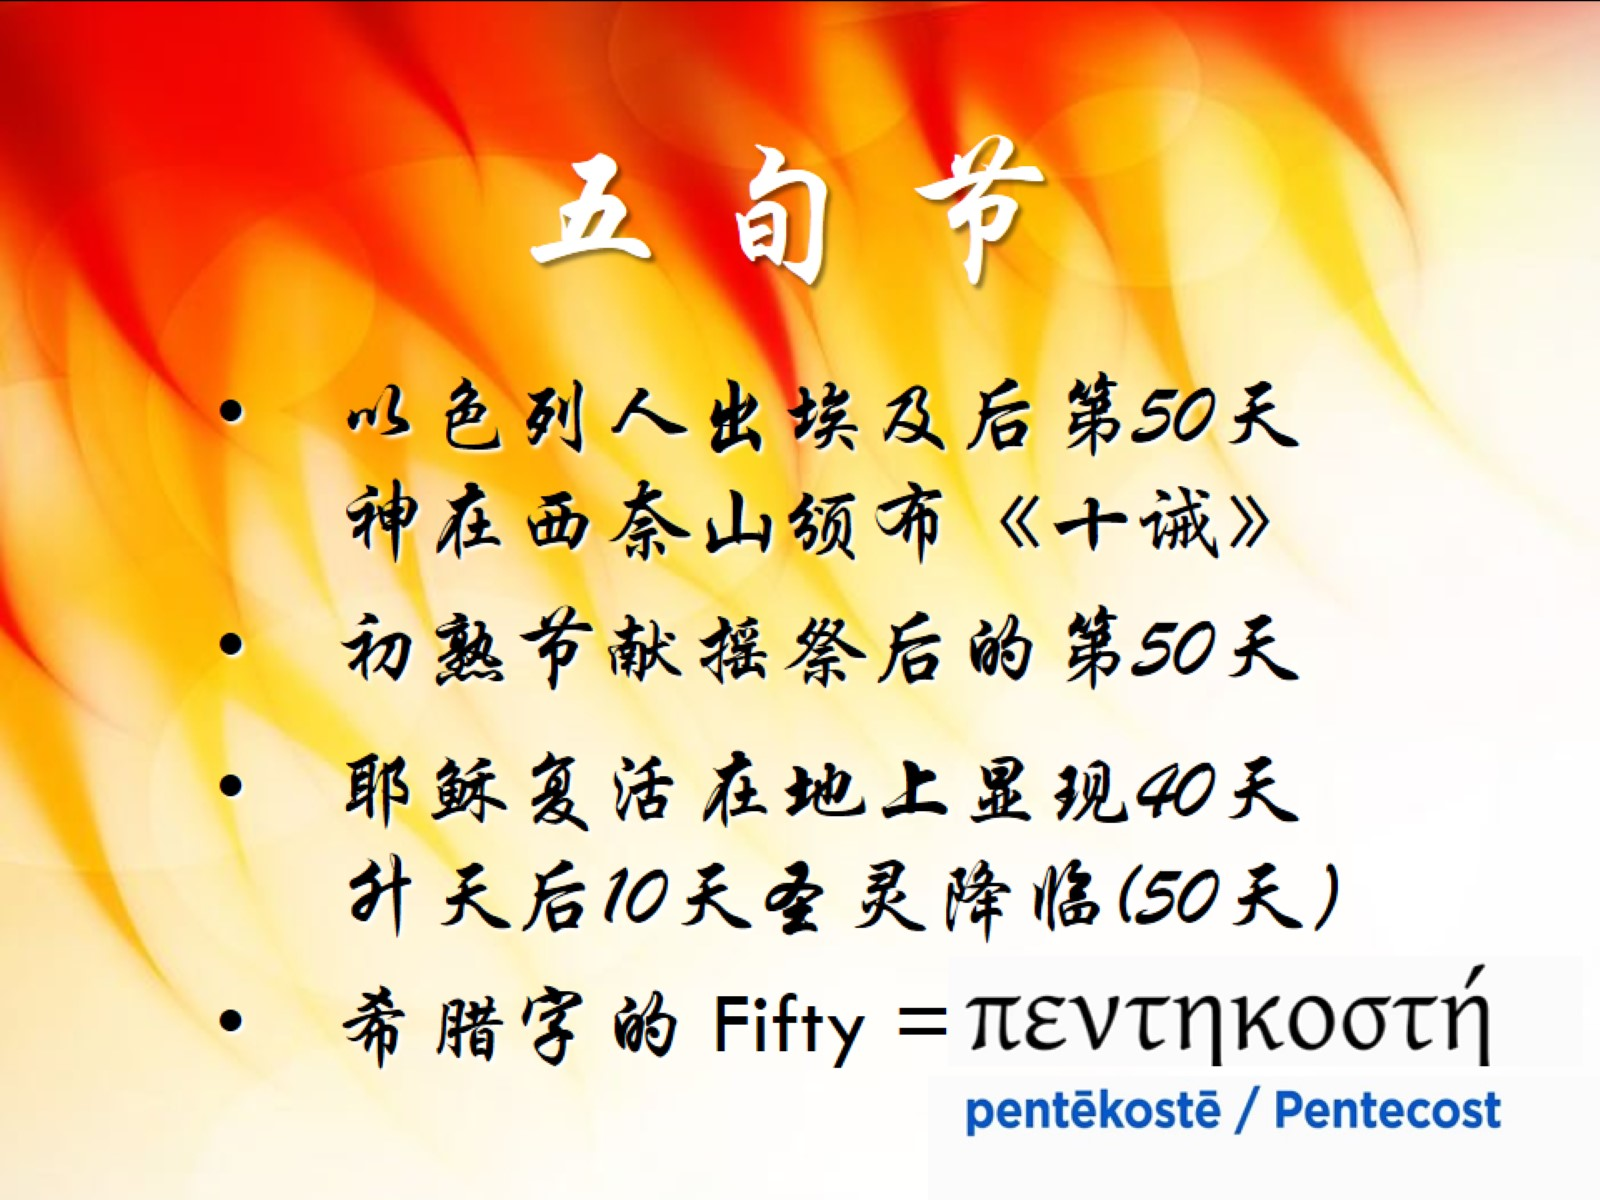 五旬节
• 以色列人出埃及后第50天
神在西奈山颁布《十诫》
• 初熟节献摇祭后的第50天
• 耶稣复活在地上显现40天
升天后10天圣灵降临(50天)
• 希腊字的 Fifty = πεντηκοστή
pentēkostē / Pentecost